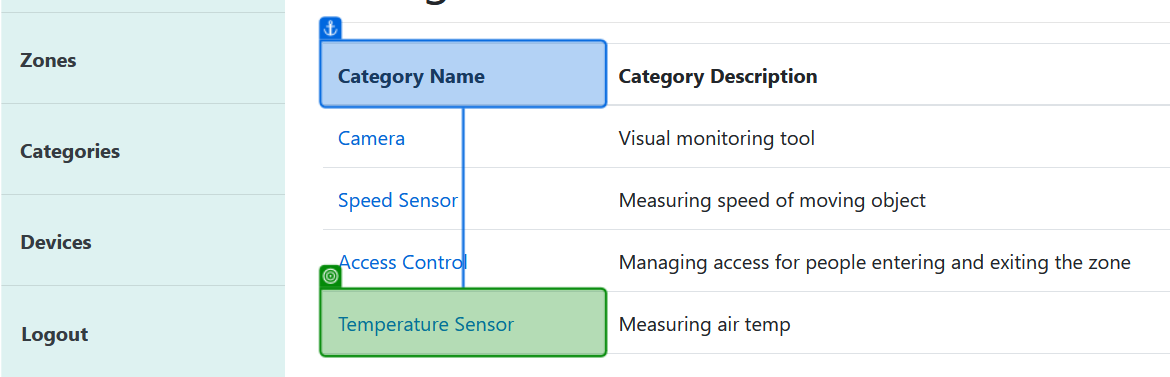 Zones
Categories
Devices
Logout
Category Name Category Description
Camera Visual monitoring tool
Speed Sensor Measuring speed of moving object
Access Control Managing access for people entering and exiting the zone
Temperature Sensor Measuring air temp